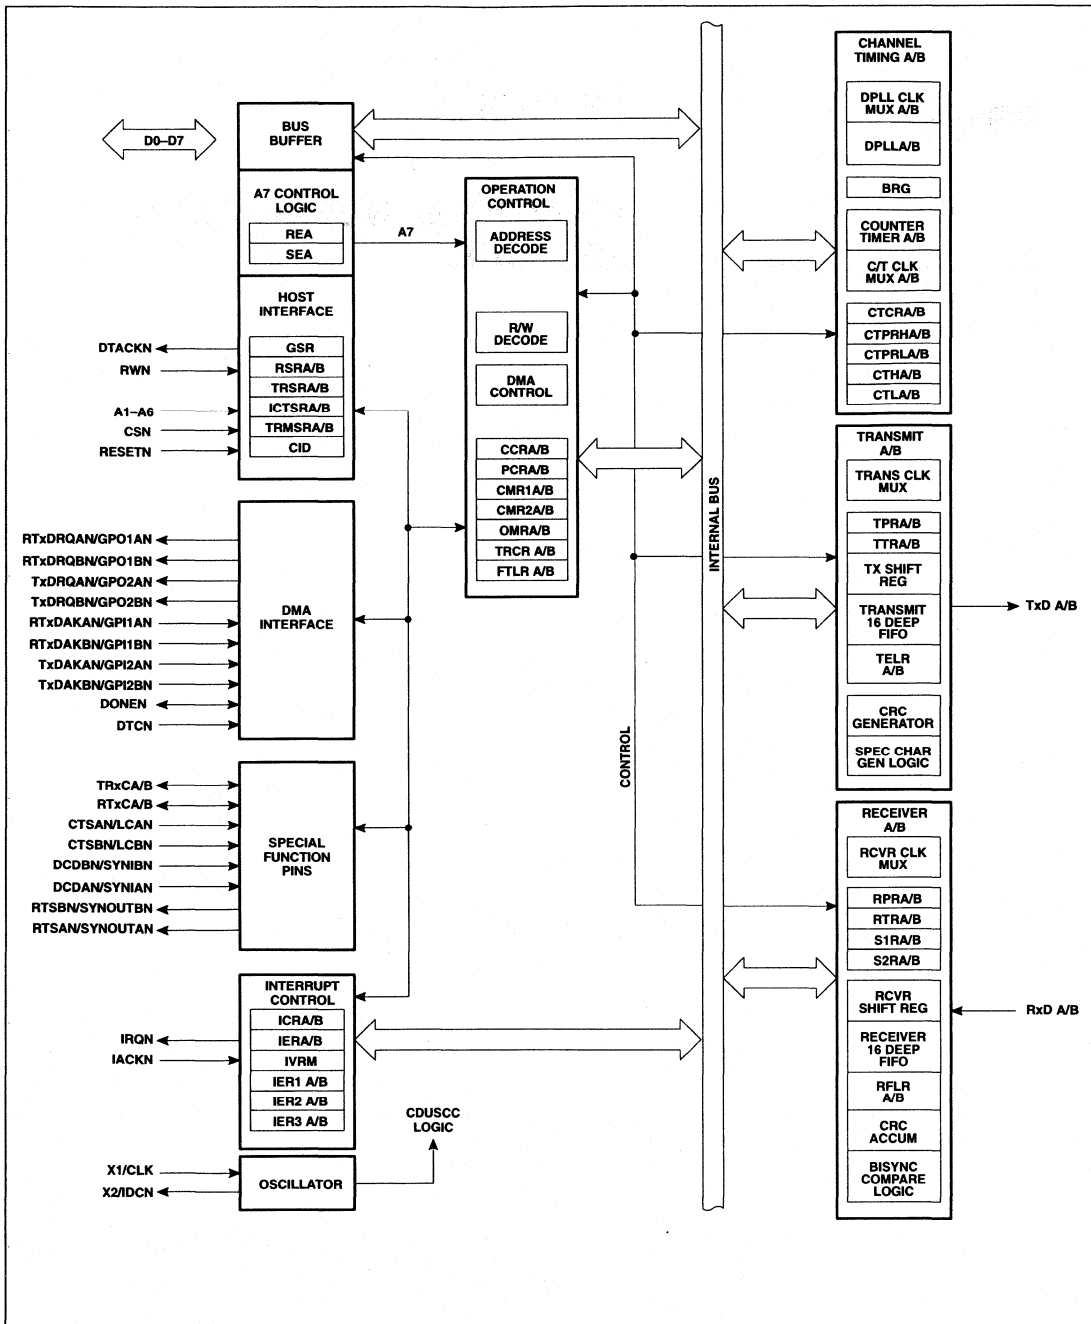 D0–D7
BUS
BUFFER
A7 CONTROL
LOGIC
REA
SEA
A7
HOST
INTERFACE
GSR
RSRA/B
TRSRA/B
ICTSRA/B
TRMSRA/B
CID
DTACKN
RWN
A1–A6
CSN
RESETN
RTxDRQAN/GPO1AN
RTxDRQBN/GPO1BN
TxDRQAN/GPO2AN
TxDRQBN/GPO2BN
RTxDAKAN/GPI1AN
RTxDAKBN/GPI1BN
TxDAKAN/GPI2AN
TxDAKBN/GPI2BN
DONEN
DTCN
DMA
INTERFACE
TRxCA/B
RTxCA/B
CTSAN/LCAN
CTSBN/LCBN
DCDBN/SYNIBN
DCDAN/SYNIAN
RTSBN/SYNOUTBN
RTSAN/SYNOUTAN
SPECIAL
FUNCTION
PINS
INTERRUPT
CONTROL
ICRA/B
IERA/B
IVRM
IER1 A/B
IER2 A/B
IER3 A/B
IRQN
IACKN
X1/CLK
X2/IDCN
OSCILLATOR
CDUSCC
LOGIC
OPERATION
CONTROL
ADDRESS
DECODE
R/W
DECODE
DMA
CONTROL
CCRA/B
PCRA/B
CMR1A/B
CMR2A/B
OMRA/B
TRCR A/B
FTLR A/B
CONTROL
INTERNAL BUS
CHANNEL
TIMING A/B
DPLL CLK
MUX A/B
DPLLA/B
BRG
COUNTER
TIMER A/B
C/T CLK
MUX A/B
CTCRA/B
CTPRHA/B
CTPRLA/B
CTHA/B
CTLA/B
TRANSMIT
A/B
TRANS CLK
MUX
TPRA/B
TTRA/B
TX SHIFT
REG
TRANSMIT
16 DEEP
FIFO
TELR
A/B
CRC
GENERATOR
SPEC CHAR
GEN LOGIC
TxD A/B
RECEIVER
A/B
RCVR CLK
MUX
RPRA/B
RTRA/B
S1RA/B
S2RA/B
RCVR
SHIFT REG
RECEIVER
16 DEEP
FIFO
RFLR
A/B
CRC
ACCUM
BISYNC
COMPARE
LOGIC
RxD A/B